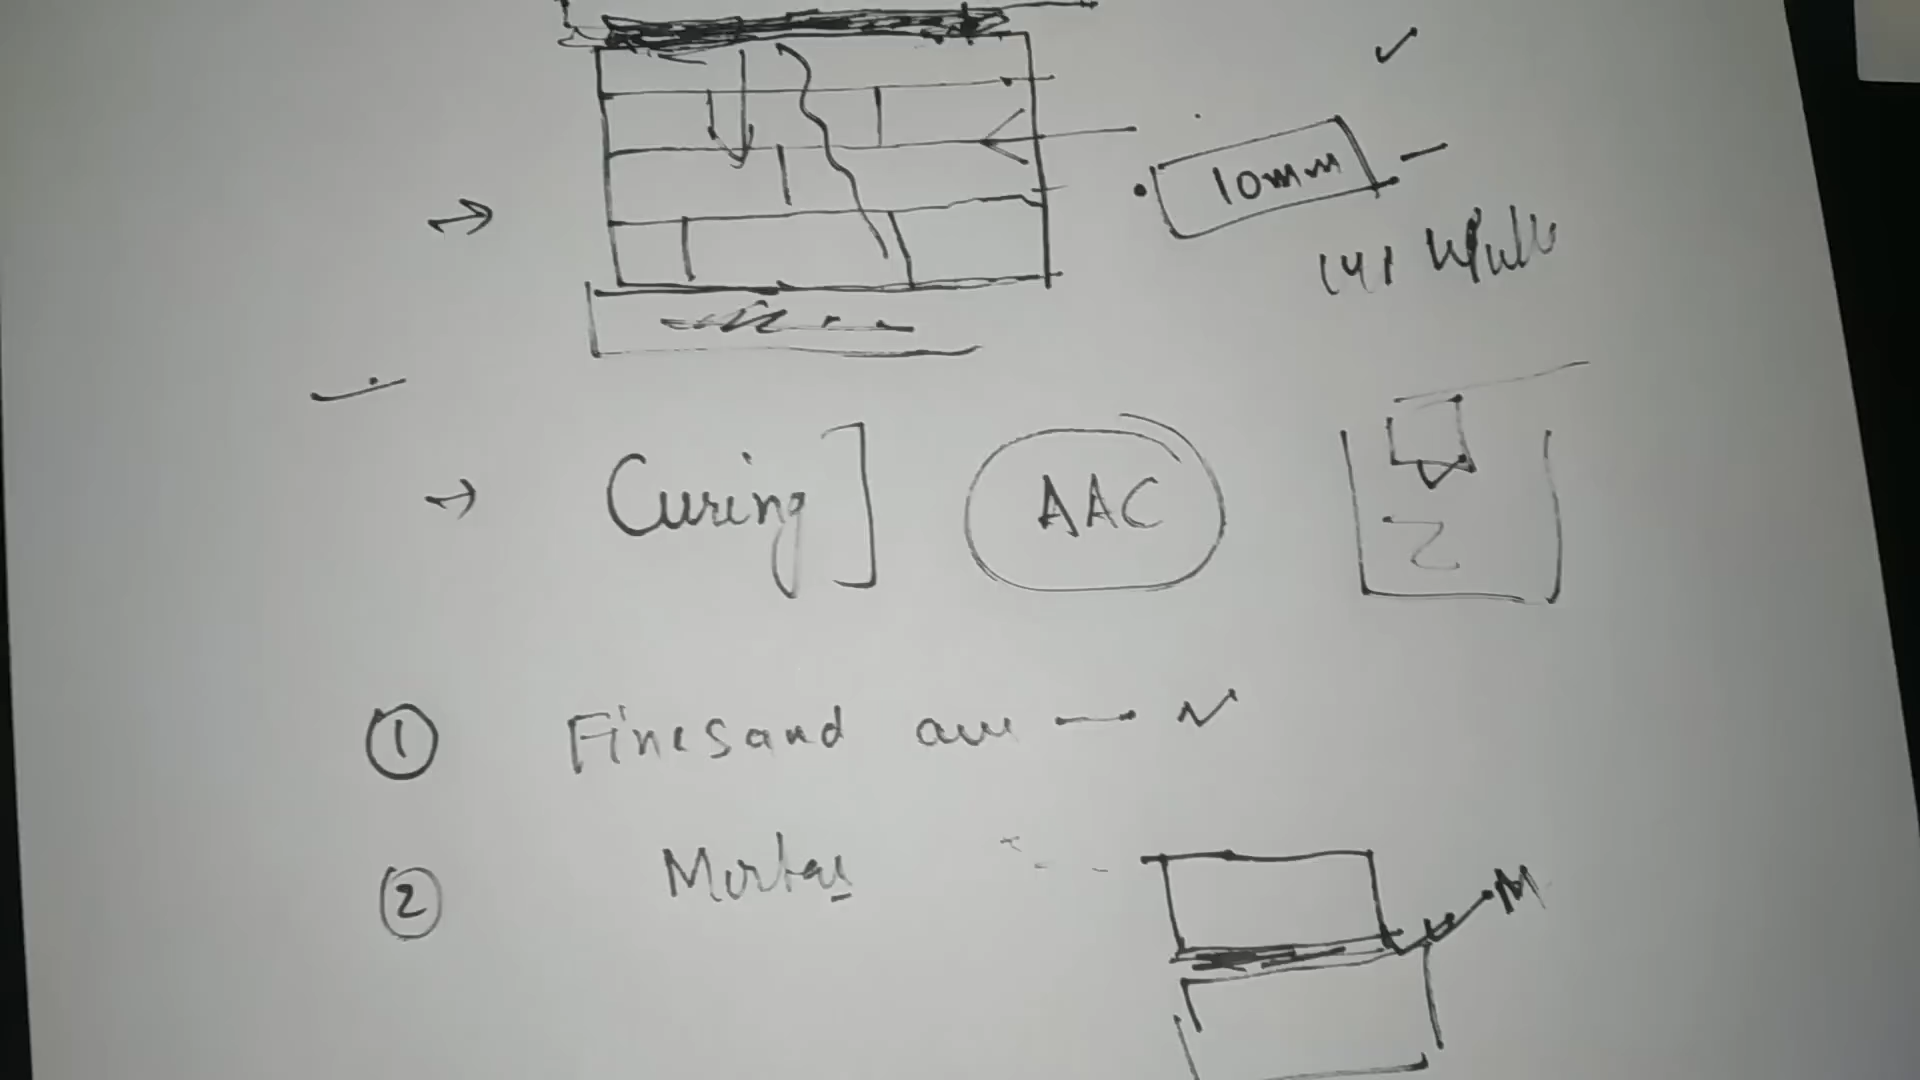 10mm
Curing ] AAC
① Fine sand
② Mortar
M